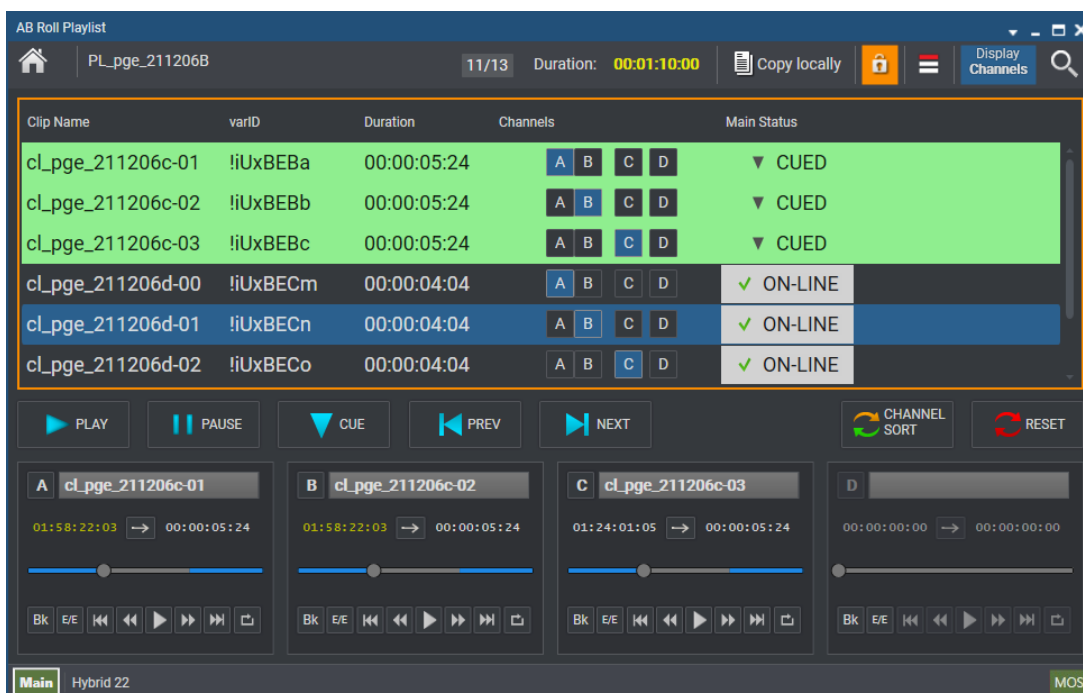 AB Roll Playlist
PL_pge_211206B 11/13 Duration: 00:01:10:00 Copy locally Display Channels
Clip Name varID Duration Channels Main Status
cl_pge_211206c-01 !iUxBEBa 00:00:05:24 A B C D CUED
cl_pge_211206c-02 !iUxBEBb 00:00:05:24 A B C D CUED
cl_pge_211206c-03 !iUxBEBc 00:00:05:24 A B C D CUED
cl_pge_211206d-00 !iUxBECm 00:00:04:04 A B C D ON-LINE
cl_pge_211206d-01 !iUxBECn 00:00:04:04 A B C D ON-LINE
cl_pge_211206d-02 !iUxBECo 00:00:04:04 A B C D ON-LINE
PLAY PAUSE CUE PREV NEXT CHANNEL SORT RESET
A cl_pge_211206c-01 B cl_pge_211206c-02 C cl_pge_211206c-03 D
01:58:22:03 00:00:05:24 01:58:22:03 00:00:05:24 01:24:01:05 00:00:05:24 00:00:00:00 00:00:00:00
Bk E/E Bk E/E Bk E/E Bk E/E
Main Hybrid 22 MOS